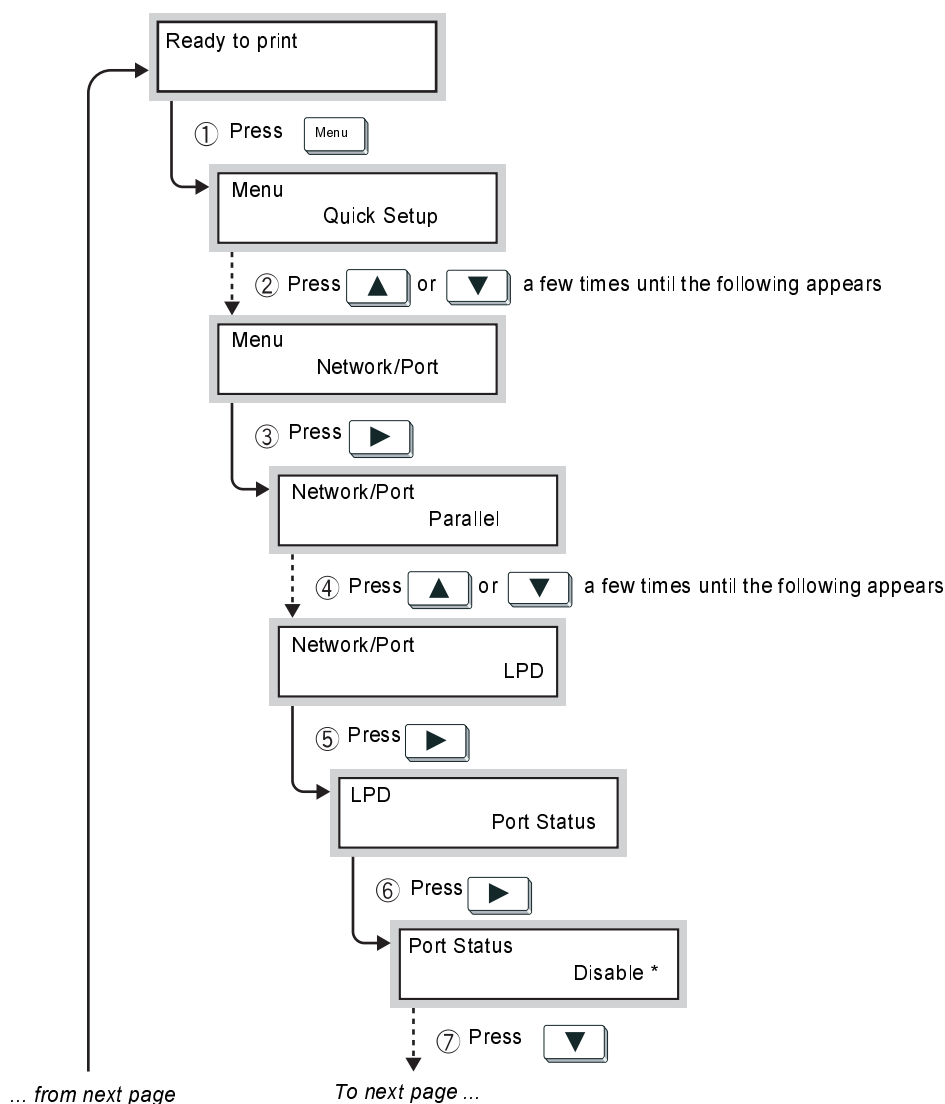 Ready to print
① Press Menu
Menu
Quick Setup
② Press ▲ or ▼ a few times until the following appears
Menu
Network/Port
③ Press ▶
Network/Port
Parallel
④ Press ▲ or ▼ a few times until the following appears
Network/Port
LPD
⑤ Press ▶
LPD
Port Status
⑥ Press ▶
Port Status
Disable *
⑦ Press ▼
... from next page
To next page ...